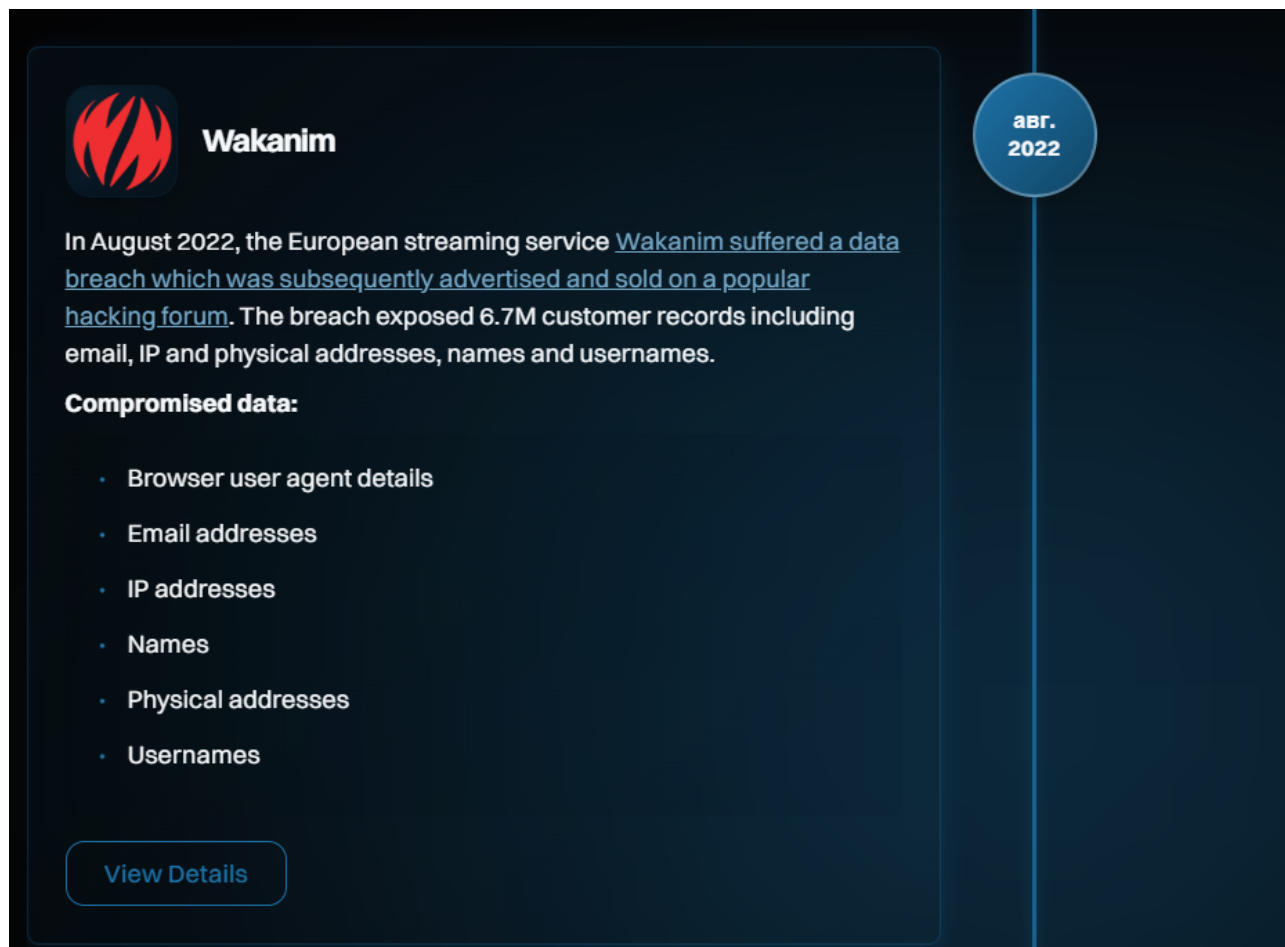 Wakanim
авг.
2022
In August 2022, the European streaming service Wakanim suffered a data
breach which was subsequently advertised and sold on a popular
hacking forum. The breach exposed 6.7M customer records including
email, IP and physical addresses, names and usernames.
Compromised data:
• Browser user agent details
• Email addresses
• IP addresses
• Names
• Physical addresses
• Usernames
View Details